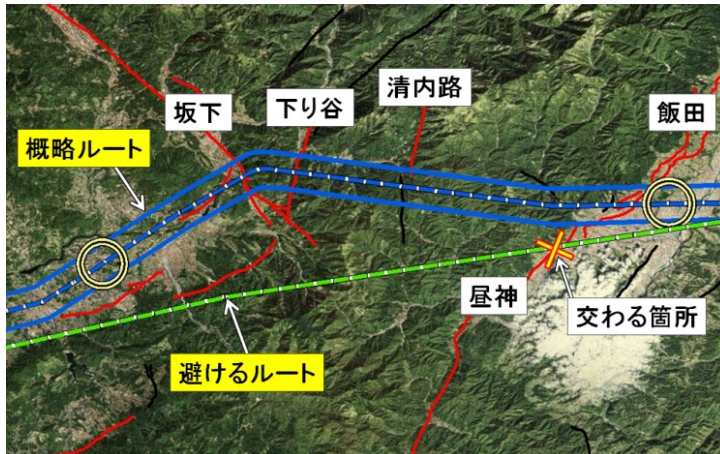 坂下
下り谷
清内路
飯田
概略ルート
昼神
交わる箇所
避けるルート